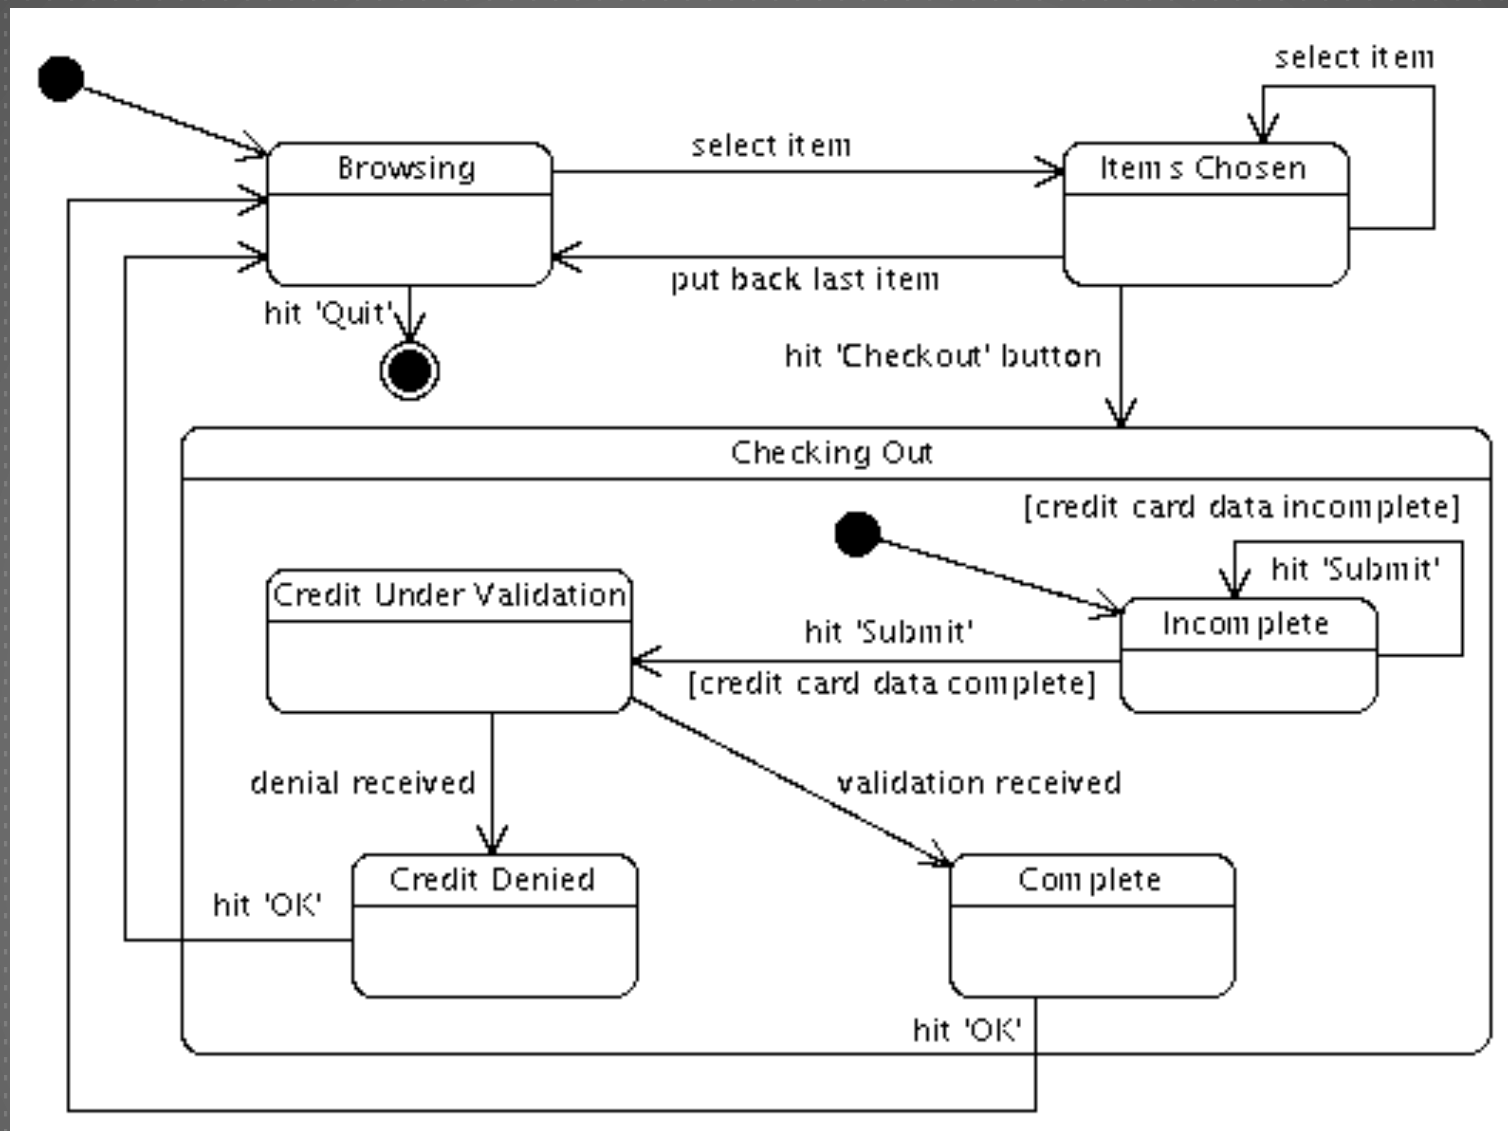 select item
Browsing
select item
Items Chosen
put back last item
hit 'Quit'
hit 'Checkout' button
Checking Out
[credit card data incomplete]
hit 'Submit'
Credit Under Validation
Incomplete
hit 'Submit'
[credit card data complete]
denial received
validation received
Credit Denied
Complete
hit 'OK'
hit 'OK'